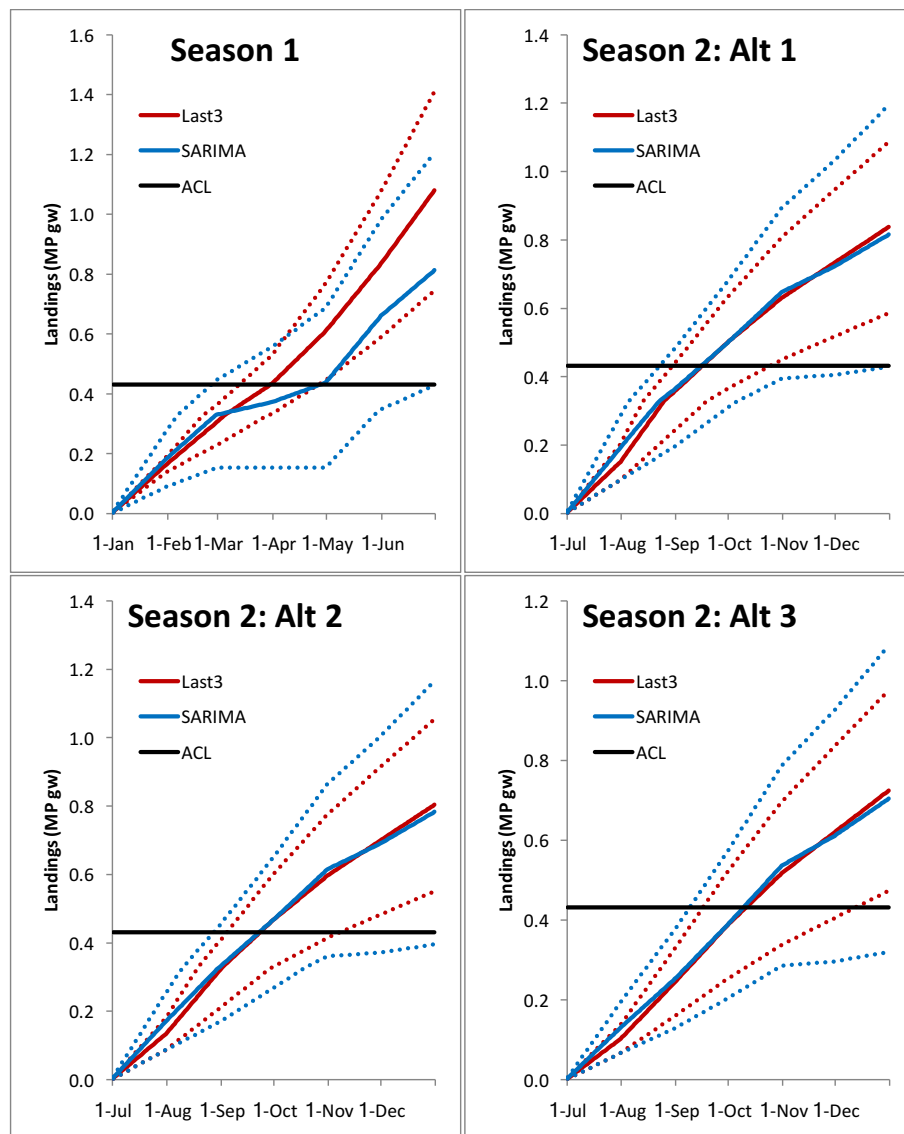 Season 1
Landings (MP gw)
1.6
1.4
1.2
1.0
0.8
0.6
0.4
0.2
0.0
Last3
SARIMA
ACL
1-Jan 1-Feb 1-Mar 1-Apr 1-May 1-Jun
Season 2: Alt 1
Landings (MP gw)
1.4
1.2
1.0
0.8
0.6
0.4
0.2
0.0
Last3
SARIMA
ACL
1-Jul 1-Aug 1-Sep 1-Oct 1-Nov 1-Dec
Season 2: Alt 2
Landings (MP gw)
1.4
1.2
1.0
0.8
0.6
0.4
0.2
0.0
Last3
SARIMA
ACL
1-Jul 1-Aug 1-Sep 1-Oct 1-Nov 1-Dec
Season 2: Alt 3
Landings (MP gw)
1.2
1.0
0.8
0.6
0.4
0.2
0.0
Last3
SARIMA
ACL
1-Jul 1-Aug 1-Sep 1-Oct 1-Nov 1-Dec